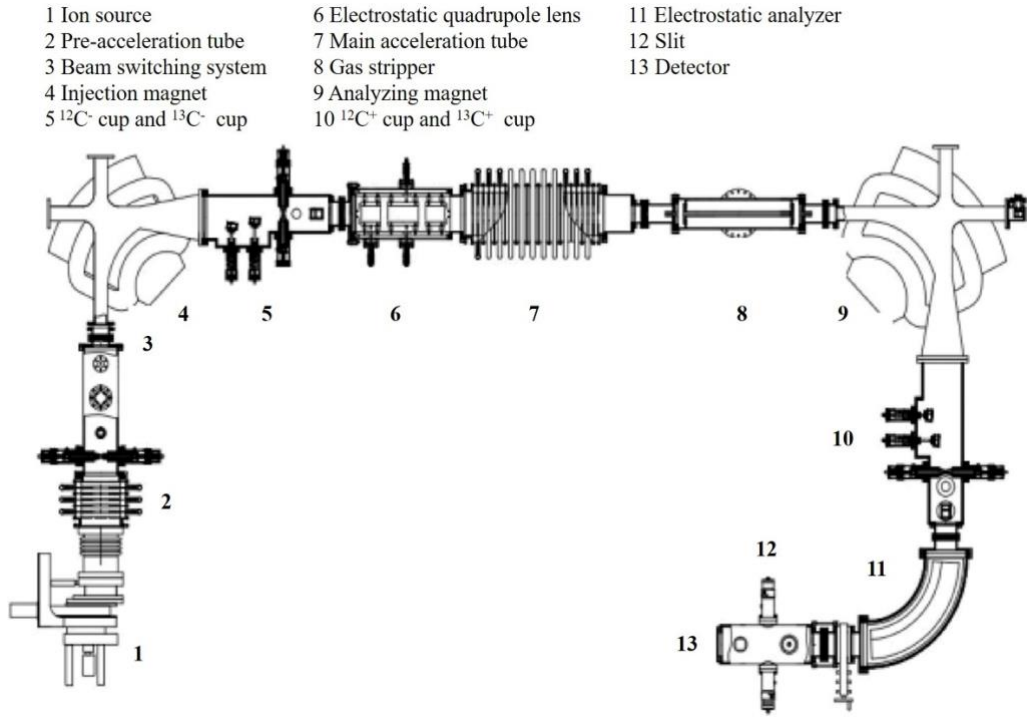 1 Ion source
2 Pre-acceleration tube
3 Beam switching system
4 Injection magnet
5 ¹²C⁻ cup and ¹³C⁻ cup
6 Electrostatic quadrupole lens
7 Main acceleration tube
8 Gas stripper
9 Analyzing magnet
10 ¹²C⁺ cup and ¹³C⁺ cup
11 Electrostatic analyzer
12 Slit
13 Detector
4
5
6
7
8
9
3
10
2
12
11
13
1